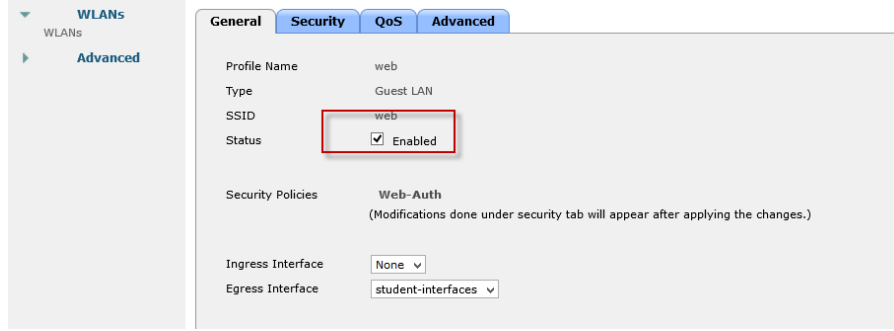 WLANs
WLANs
Advanced
General Security QoS Advanced
Profile Name web
Type Guest LAN
SSID web
Status Enabled
Security Policies Web-Auth
(Modifications done under security tab will appear after applying the changes.)
Ingress Interface None
Egress Interface student-interfaces